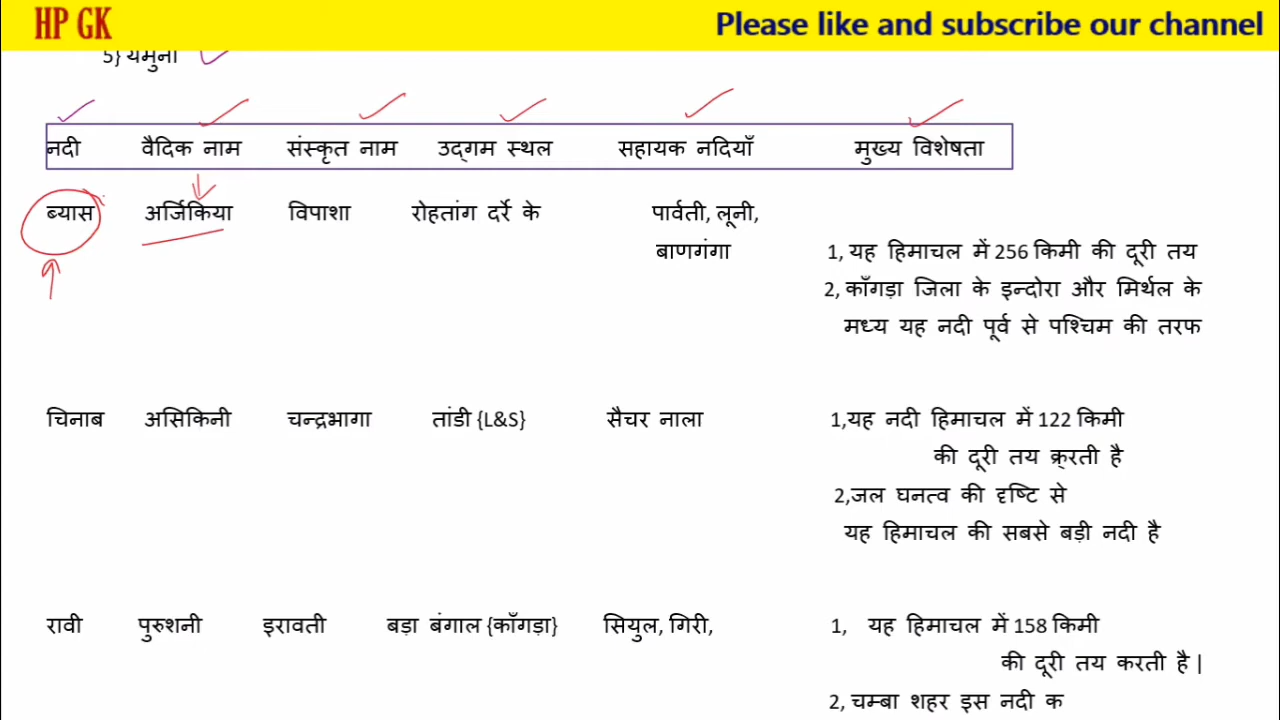 HP GK
Please like and subscribe our channel
5} यमुना
नदी वैदिक नाम संस्कृत नाम उद्गम स्थल सहायक नदियाँ मुख्य विशेषता
ब्यास अर्जिकिया विपाशा रोहतांग दर्रे के पार्वती, लूनी,
बाणगंगा 1, यह हिमाचल में 256 किमी की दूरी तय
2, काँगड़ा जिला के इन्दोरा और मिर्थल के
मध्य यह नदी पूर्व से पश्चिम की तरफ
चिनाब असिकिनी चन्द्रभागा तांडी {L&S} सैचर नाला 1,यह नदी हिमाचल में 122 किमी
की दूरी तय क्र्रती है
2,जल घनत्व की दृष्टि से
यह हिमाचल की सबसे बड़ी नदी है
रावी पुरुशनी इरावती बड़ा बंगाल {काँगड़ा} सियुल, गिरी, 1, यह हिमाचल में 158 किमी
की दूरी तय करती है |
2, चम्बा शहर इस नदी क